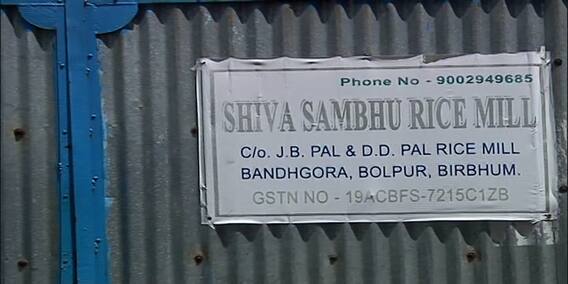 Phone No - 9002949685
SHIVA SAMBHU RICE MILL
C/o. J.B. PAL & D.D. PAL RICE MILL
BANDHGORA, BOLPUR, BIRBHUM.
GSTN NO - 19ACBFS-7215C1ZB